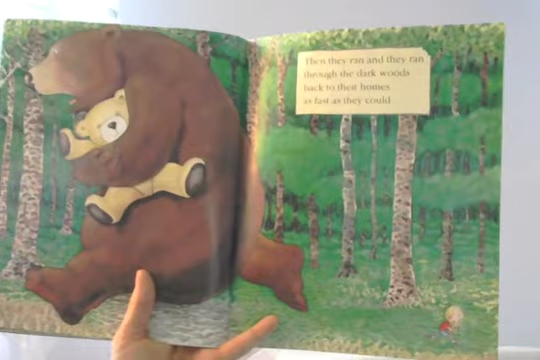 Then they ran and they ran
through the dark woods
back to their homes
as fast as they could